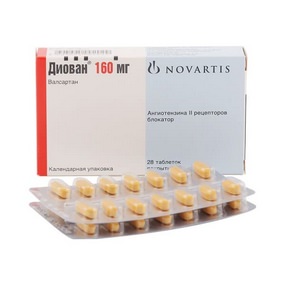 Диован® 160 мг
Валсартан
NOVARTIS
Ангиотензина II рецепторов
блокатор
28 таблеток
Календарная упаковка